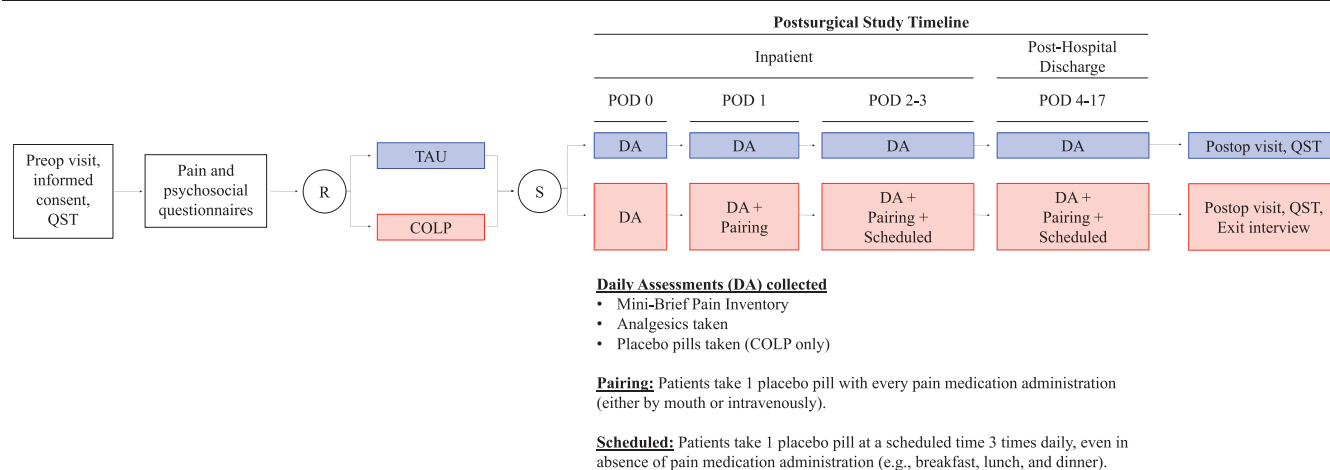 Postsurgical Study Timeline
Inpatient
Post-Hospital
Discharge
POD 0
POD 1
POD 2-3
POD 4-17
Preop visit,
informed
consent,
QST
Pain and
psychosocial
questionnaires
R
TAU
COLP
S
DA
DA
DA
DA
Postop visit, QST
DA
DA +
Pairing
DA +
Pairing +
Scheduled
DA +
Pairing +
Scheduled
Postop visit, QST,
Exit interview
Daily Assessments (DA) collected
• Mini-Brief Pain Inventory
• Analgesics taken
• Placebo pills taken (COLP only)
Pairing: Patients take 1 placebo pill with every pain medication administration
(either by mouth or intravenously).
Scheduled: Patients take 1 placebo pill at a scheduled time 3 times daily, even in
absence of pain medication administration (e.g., breakfast, lunch, and dinner).